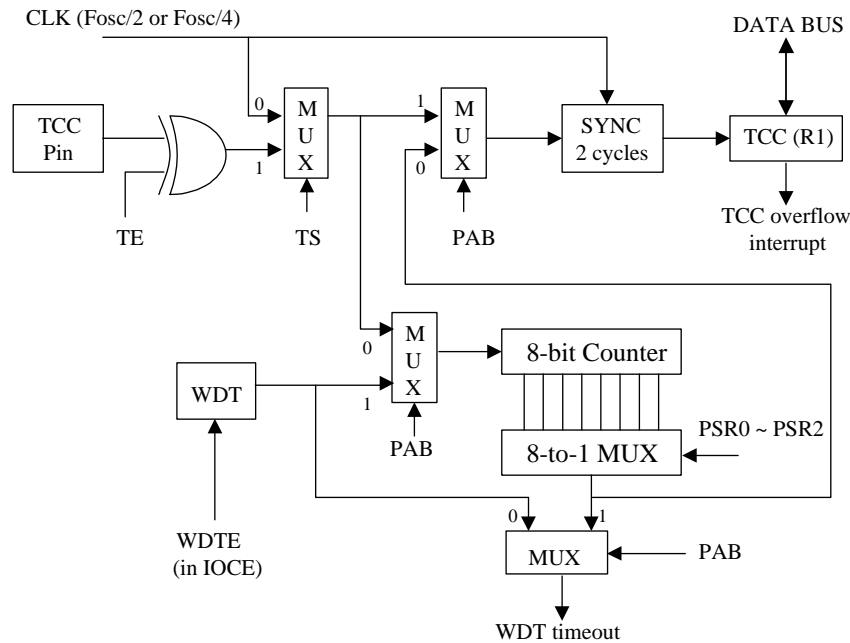 CLK (Fosc/2 or Fosc/4)
DATA BUS
TCC
Pin
0
1
M
U
X
1
0
M
U
X
SYNC
2 cycles
TCC (R1)
TE
TS
PAB
TCC overflow
interrupt
WDT
0
1
M
U
X
8-bit Counter
PAB
8-to-1 MUX
PSR0 ~ PSR2
WDTE
(in IOCE)
0
1
MUX
PAB
WDT timeout